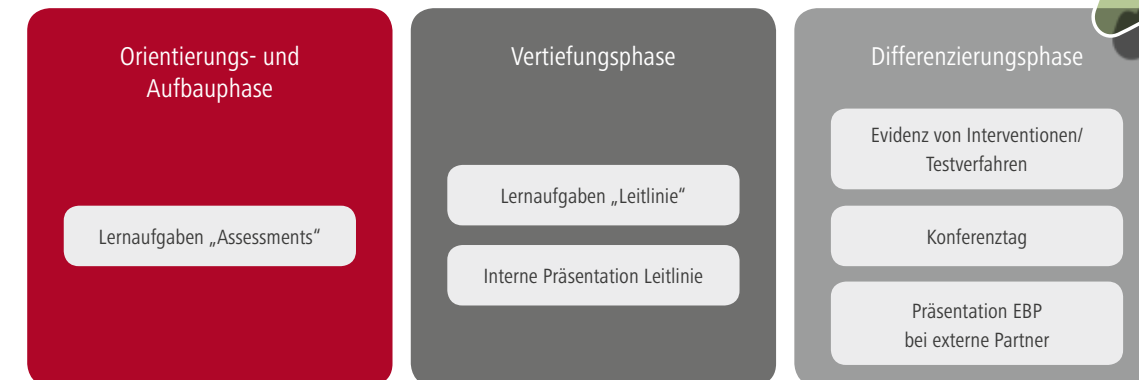 Orientierungs- und
Aufbauphase
Lernaufgaben „Assessments“
Vertiefungsphase
Lernaufgaben „Leitlinie“
Interne Präsentation Leitlinie
Differenzierungsphase
Evidenz von Interventionen/
Testverfahren
Konferenztag
Präsentation EBP
bei externe Partner